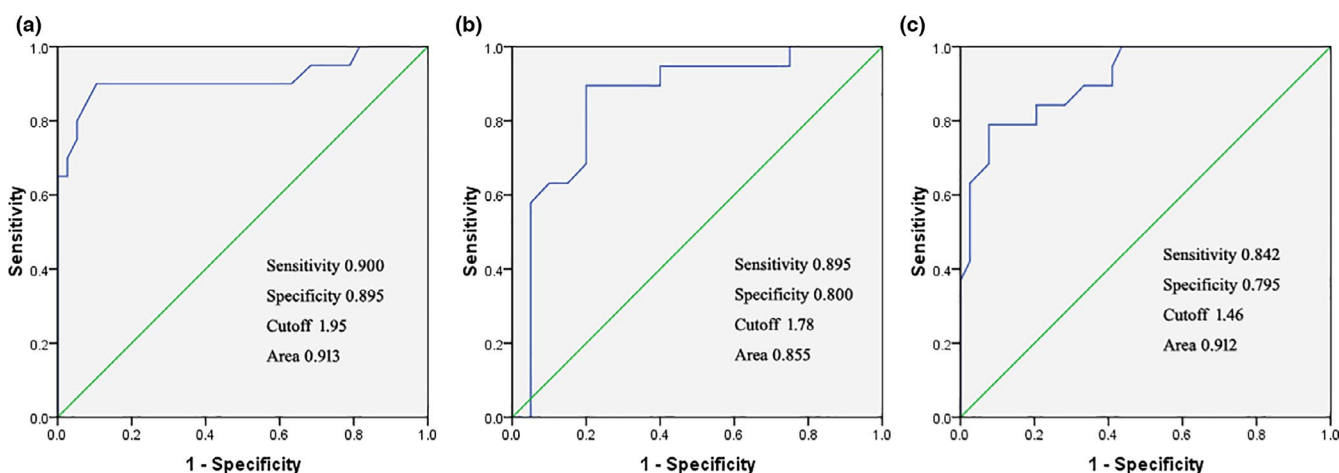 (a)
1.0
0.8
0.6
0.4
0.2
0.0
Sensitivity
Sensitivity 0.900
Specificity 0.895
Cutoff 1.95
Area 0.913
0.0 0.2 0.4 0.6 0.8 1.0
1 - Specificity
(b)
1.0
0.8
0.6
0.4
0.2
0.0
Sensitivity
Sensitivity 0.895
Specificity 0.800
Cutoff 1.78
Area 0.855
0.0 0.2 0.4 0.6 0.8 1.0
1 - Specificity
(c)
1.0
0.8
0.6
0.4
0.2
0.0
Sensitivity
Sensitivity 0.842
Specificity 0.795
Cutoff 1.46
Area 0.912
0.0 0.2 0.4 0.6 0.8 1.0
1 - Specificity